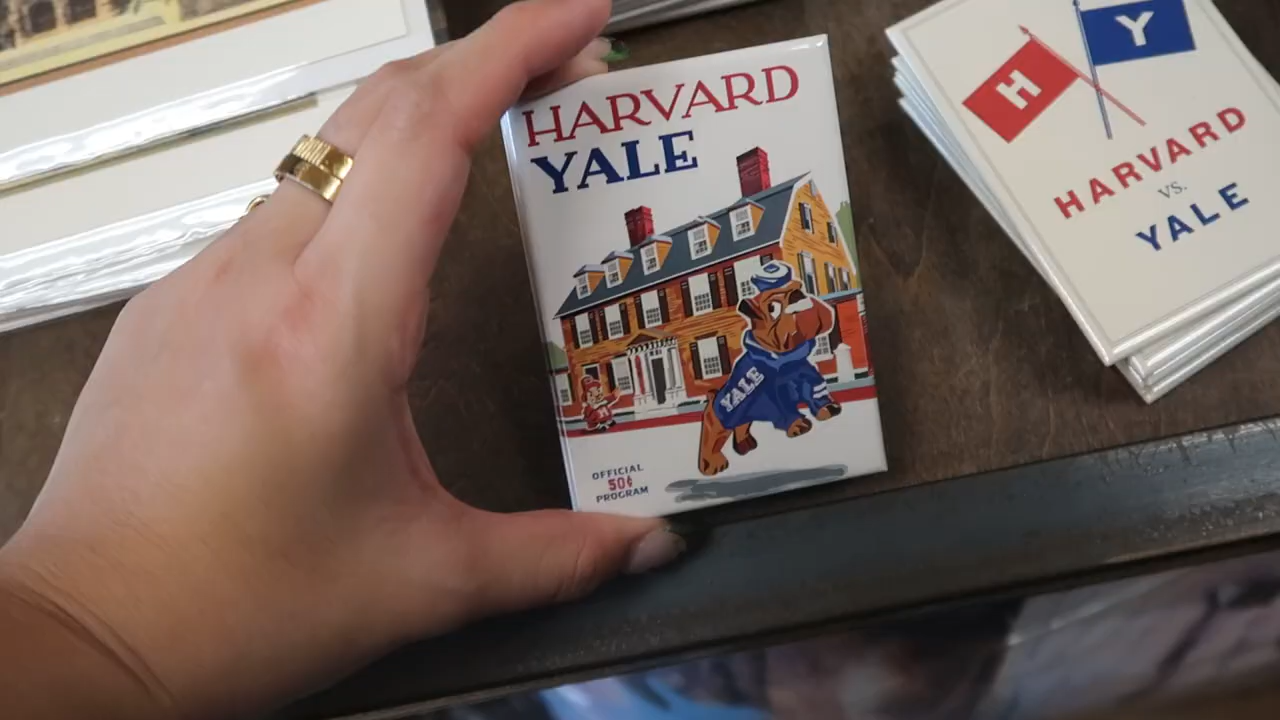 HARVARD
YALE
YALE
OFFICIAL
50¢
PROGRAM
H
Y
HARVARD
VS.
YALE